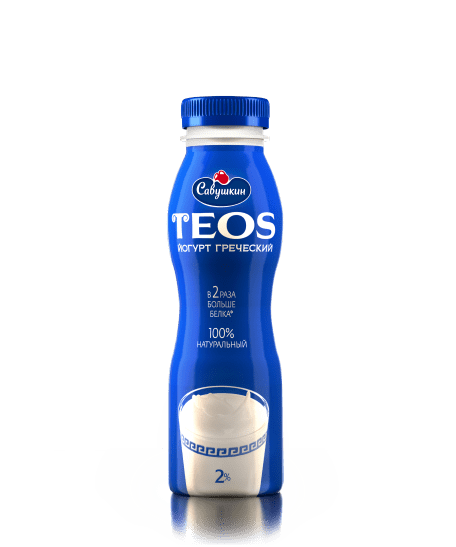 Савушкин
TEOS
ЙОГУРТ ГРЕЧЕСКИЙ
В 2 РАЗА
БОЛЬШЕ
БЕЛКА*
100%
НАТУРАЛЬНЫЙ
2%